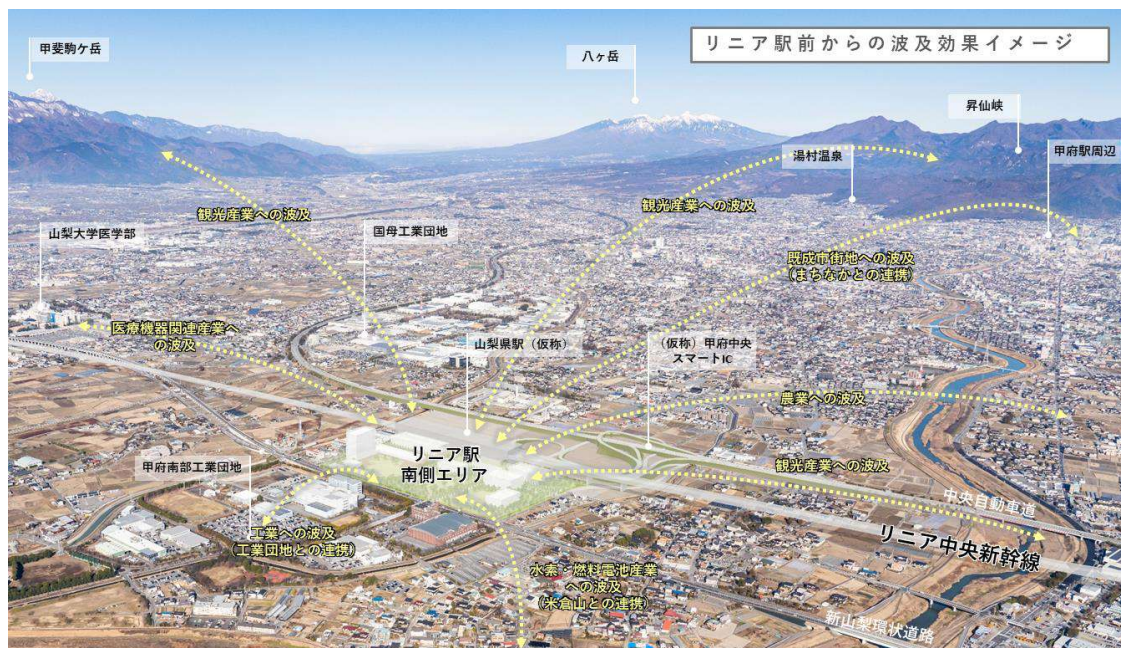 リニア駅前からの波及効果イメージ
甲斐駒ケ岳
八ヶ岳
昇仙峡
湯村温泉
甲府駅周辺
観光産業への波及
観光産業への波及
山梨大学医学部
国母工業団地
既成市街地への波及
(まちなかとの連携)
医療機器関連産業へ
の波及
山梨県駅(仮称)
(仮称)甲府中央
スマートIC
農業への波及
リニア駅
南側エリア
甲府南部工業団地
観光産業への波及
中央自動車道
リニア中央新幹線
工業への波及
(工業団地との連携)
水素・燃料電池産業
への波及
(米倉山との連携)
新山梨環状道路